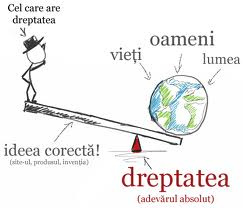 Cel care are
dreptatea
oameni
vieți
lumea
ideea corectă!
(site-ul, produsul, invenția)
dreptatea
(adevărul absolut)